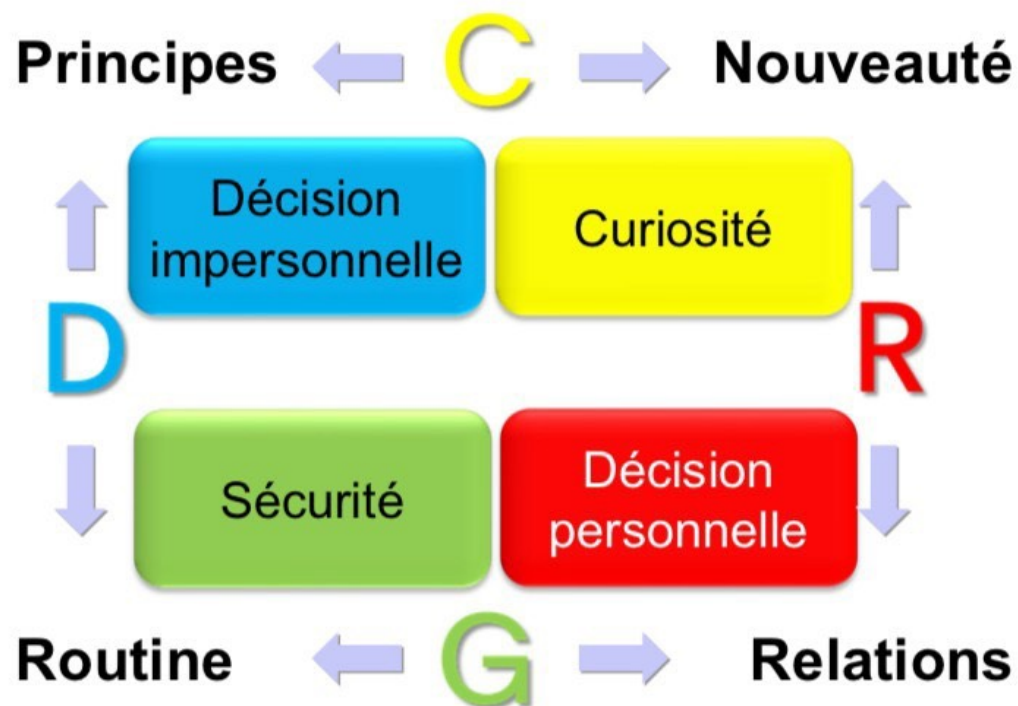 Principes C Nouveauté
Décision
impersonnelle
Curiosité
D R
Sécurité
Décision
personnelle
Routine G Relations